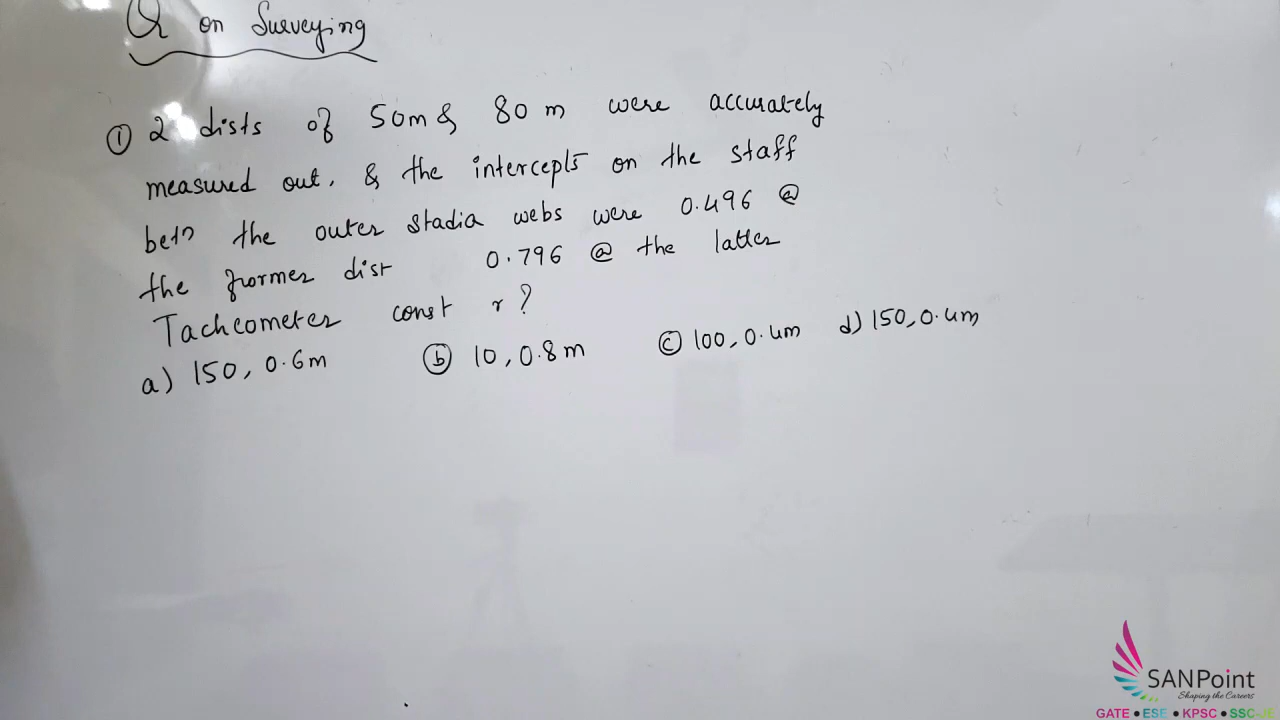 Q on Surveying
① 2 dists of 50m & 80 m were accurately
measured out, & the intercepts on the staff
betn the outer stadia webs were 0.496 @
the former dist 0.796 @ the latter
Tacheometer const r ?
a) 150, 0.6m ⓑ 10, 0.8m ⓒ 100, 0.4m d) 150, 0.4m
SANPoint
Shaping the Careers
GATE • ESE • KPSC • SSC-JE